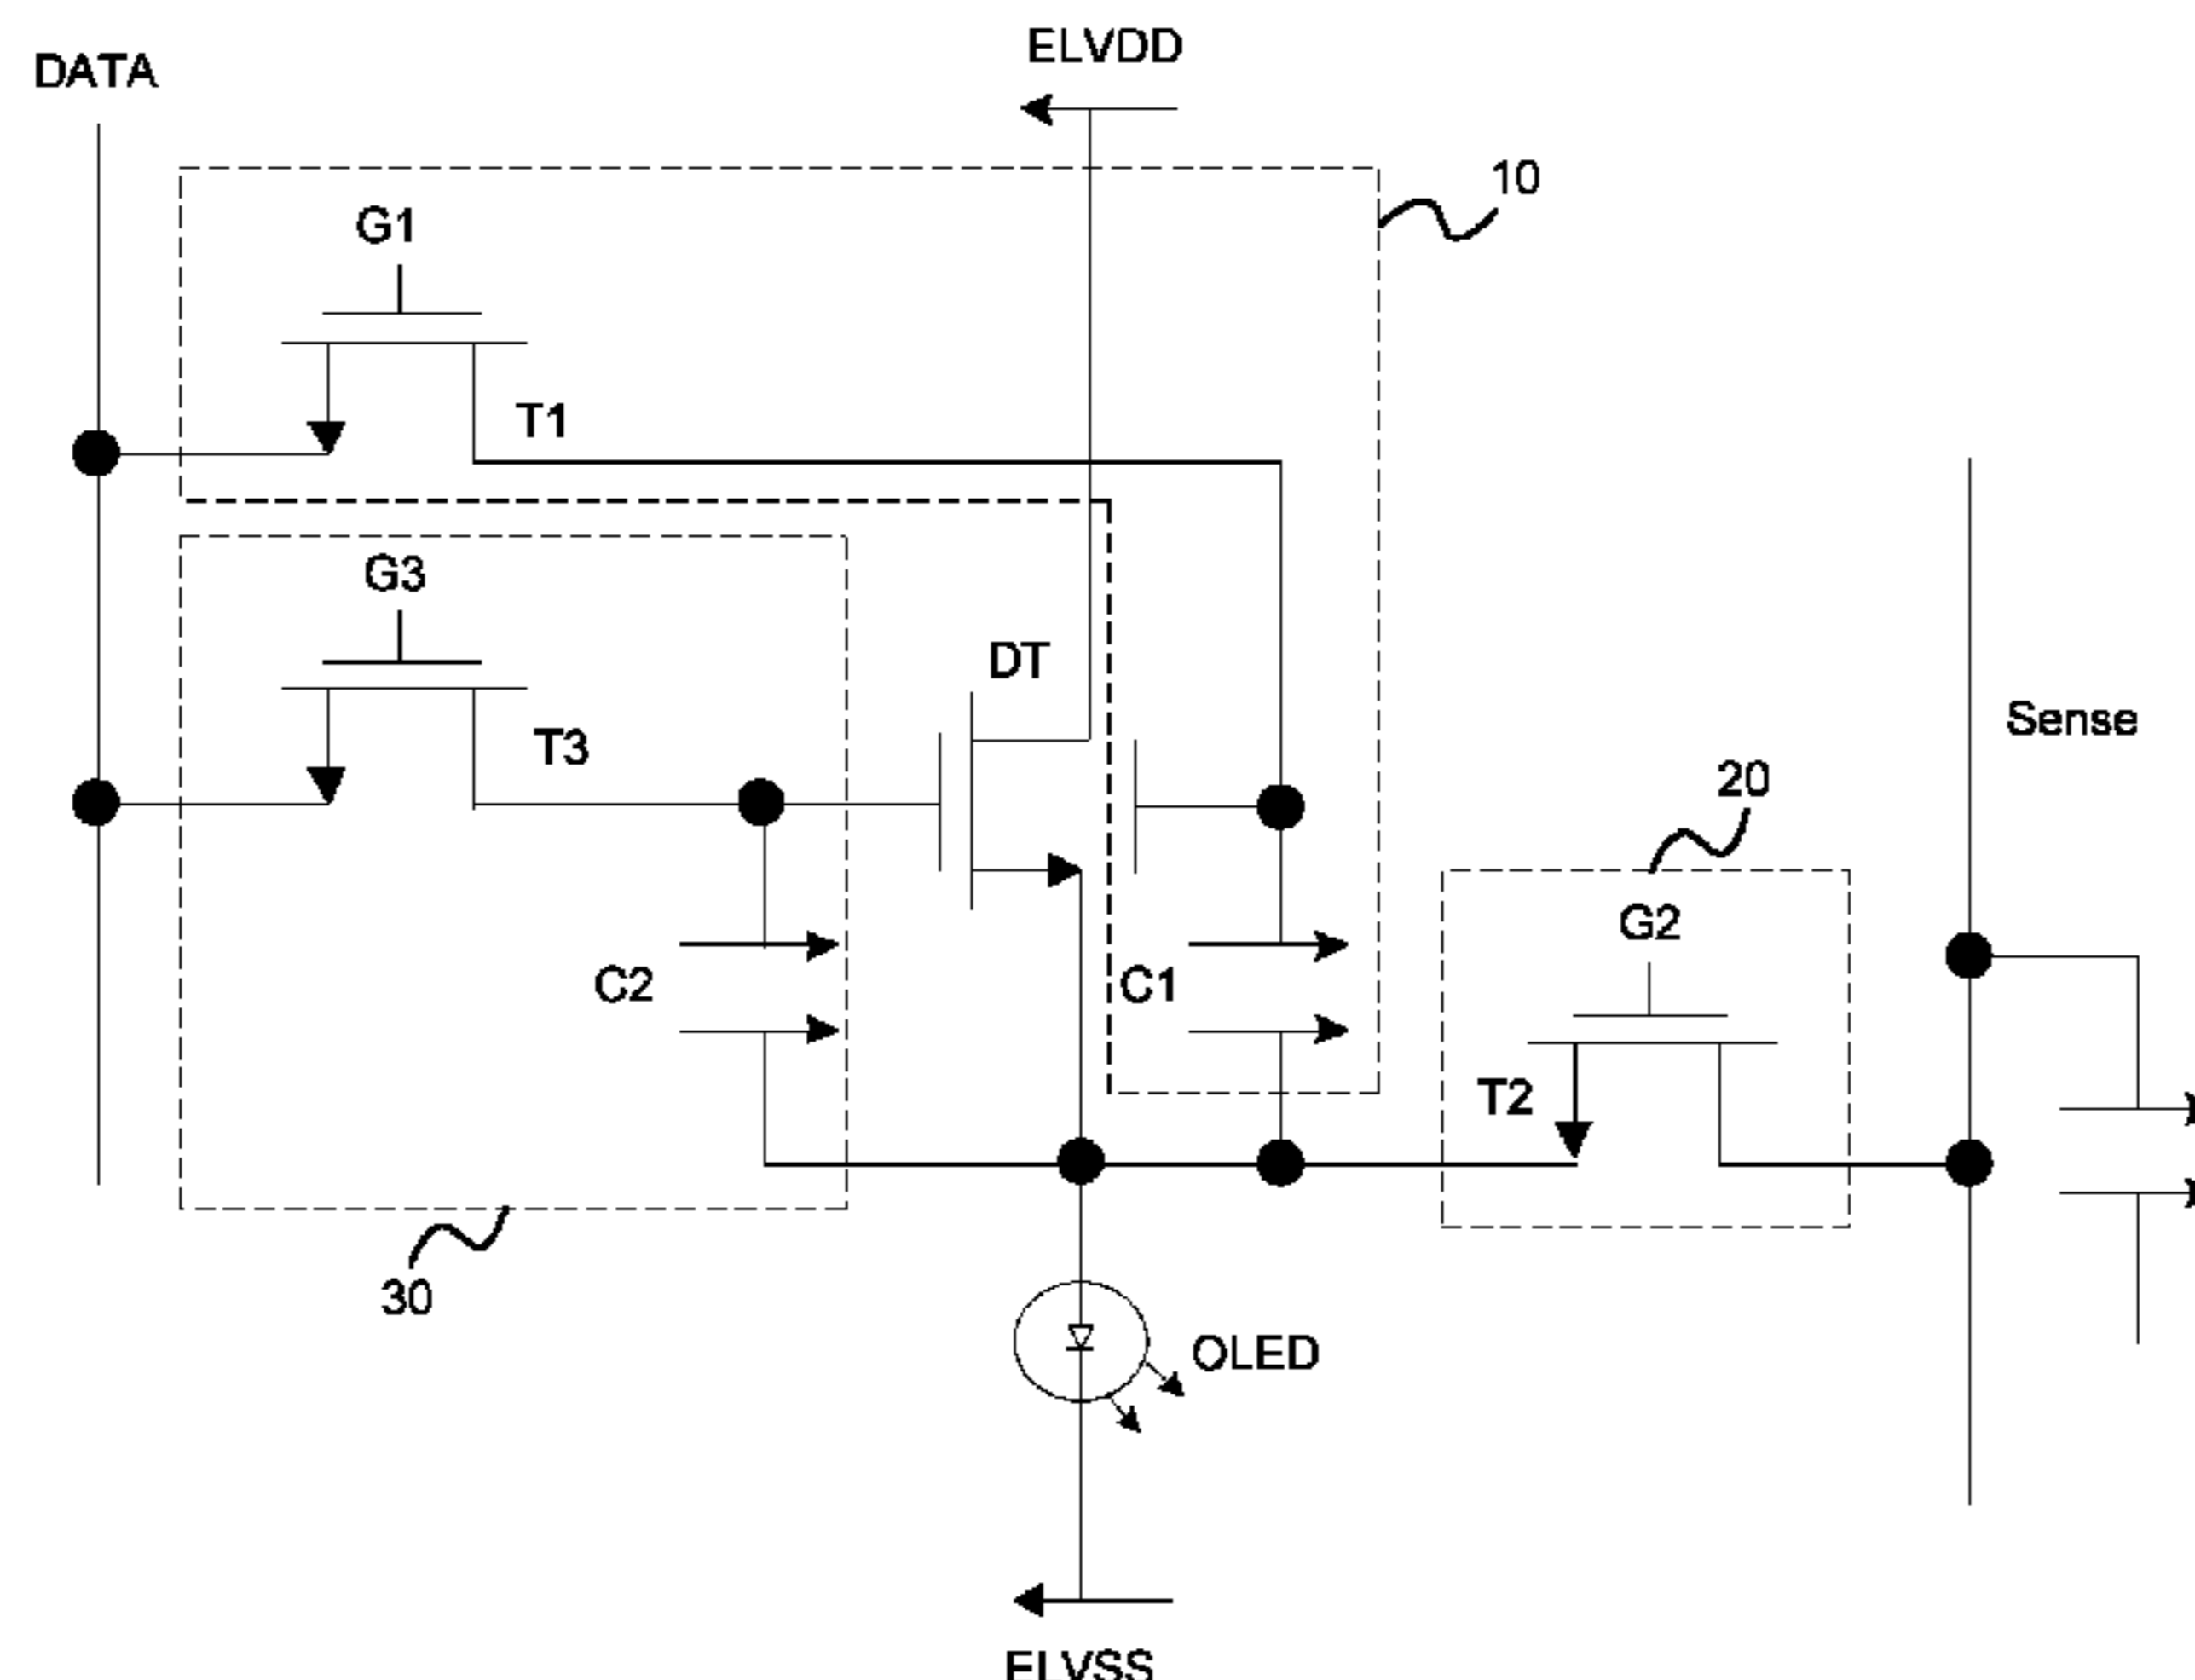 ELVDD
DATA
10
G1
T1
G3
DT
T3
Sense
20
G2
C2
C1
T2
30
OLED
ELVSS